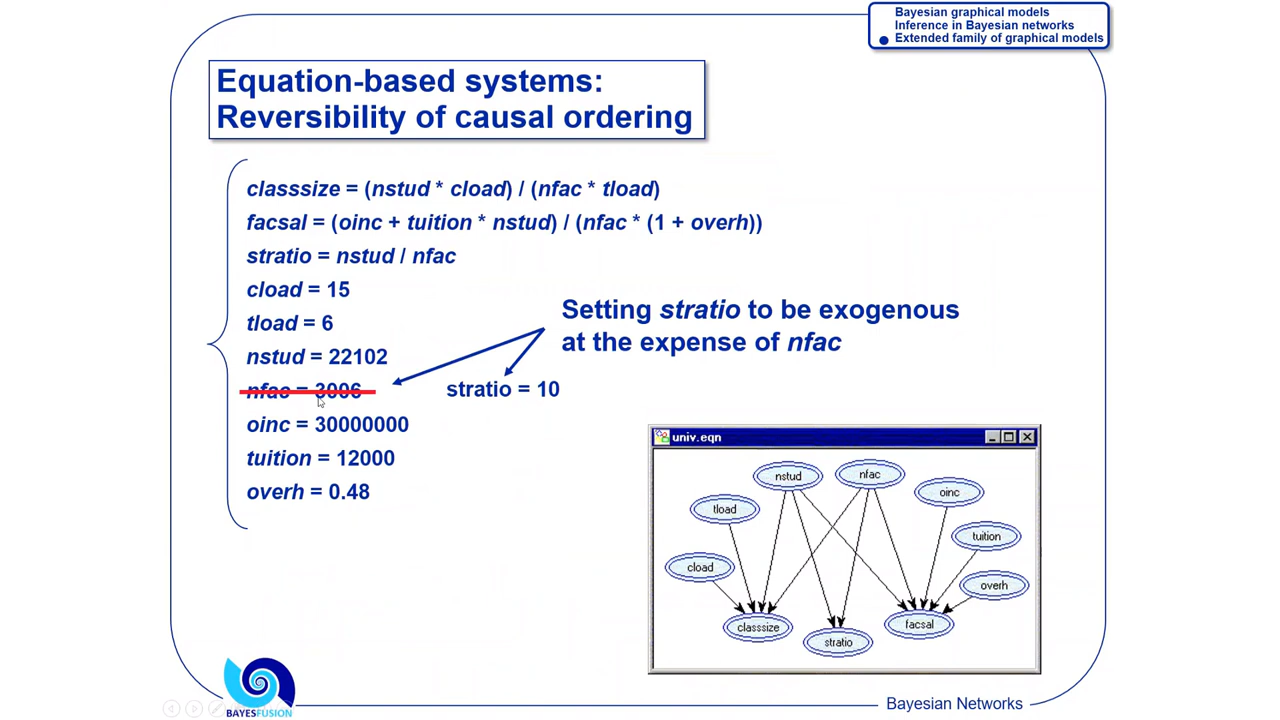 Bayesian graphical models
Inference in Bayesian networks
● Extended family of graphical models
Equation-based systems:
Reversibility of causal ordering
classsize = (nstud * cload) / (nfac * tload)
facsal = (oinc + tuition * nstud) / (nfac * (1 + overh))
stratio = nstud / nfac
cload = 15
tload = 6
nstud = 22102
nfac = 3006
oinc = 30000000
tuition = 12000
overh = 0.48
Setting stratio to be exogenous
at the expense of nfac
stratio = 10
univ.eqn
nstud
nfac
oinc
tload
tuition
cload
overh
classsize
stratio
facsal
BAYESFUSION
Bayesian Networks